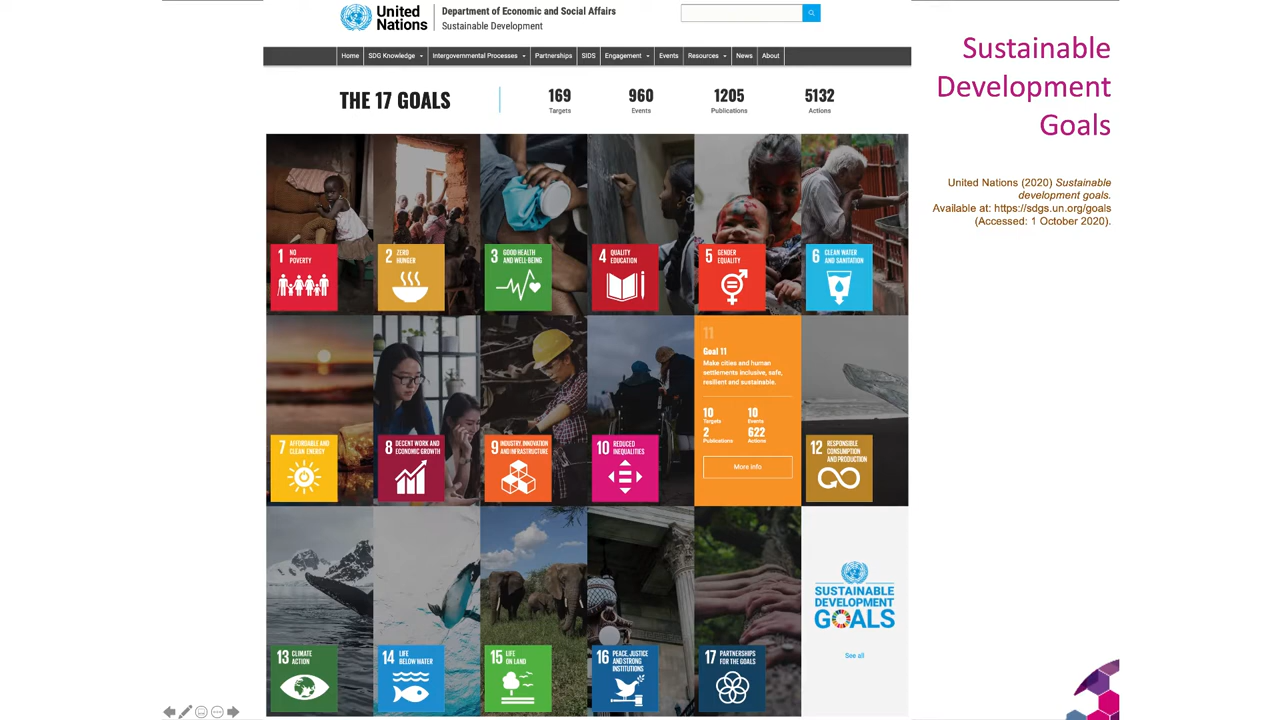 United
Nations
Department of Economic and Social Affairs
Sustainable Development
Home
SDG Knowledge
Intergovernmental Processes
Partnerships
SIDS
Engagement
Events
Resources
News
About
THE 17 GOALS
169
Targets
960
Events
1205
Publications
5132
Actions
1 NO
POVERTY
2 ZERO
HUNGER
3 GOOD HEALTH
AND WELL-BEING
4 QUALITY
EDUCATION
5 GENDER
EQUALITY
6 CLEAN WATER
AND SANITATION
7 AFFORDABLE AND
CLEAN ENERGY
8 DECENT WORK AND
ECONOMIC GROWTH
9 INDUSTRY, INNOVATION
AND INFRASTRUCTURE
10 REDUCED
INEQUALITIES
11
Goal 11
Make cities and human
settlements inclusive, safe,
resilient and sustainable.
10
Targets
10
Events
2
Publications
622
Actions
More info
12 RESPONSIBLE
CONSUMPTION
AND PRODUCTION
13 CLIMATE
ACTION
14 LIFE
BELOW WATER
15 LIFE
ON LAND
16 PEACE, JUSTICE
AND STRONG
INSTITUTIONS
17 PARTNERSHIPS
FOR THE GOALS
SUSTAINABLE
DEVELOPMENT
GOALS
See all
Sustainable
Development
Goals
United Nations (2020) Sustainable
development goals.
Available at: https://sdgs.un.org/goals
(Accessed: 1 October 2020).